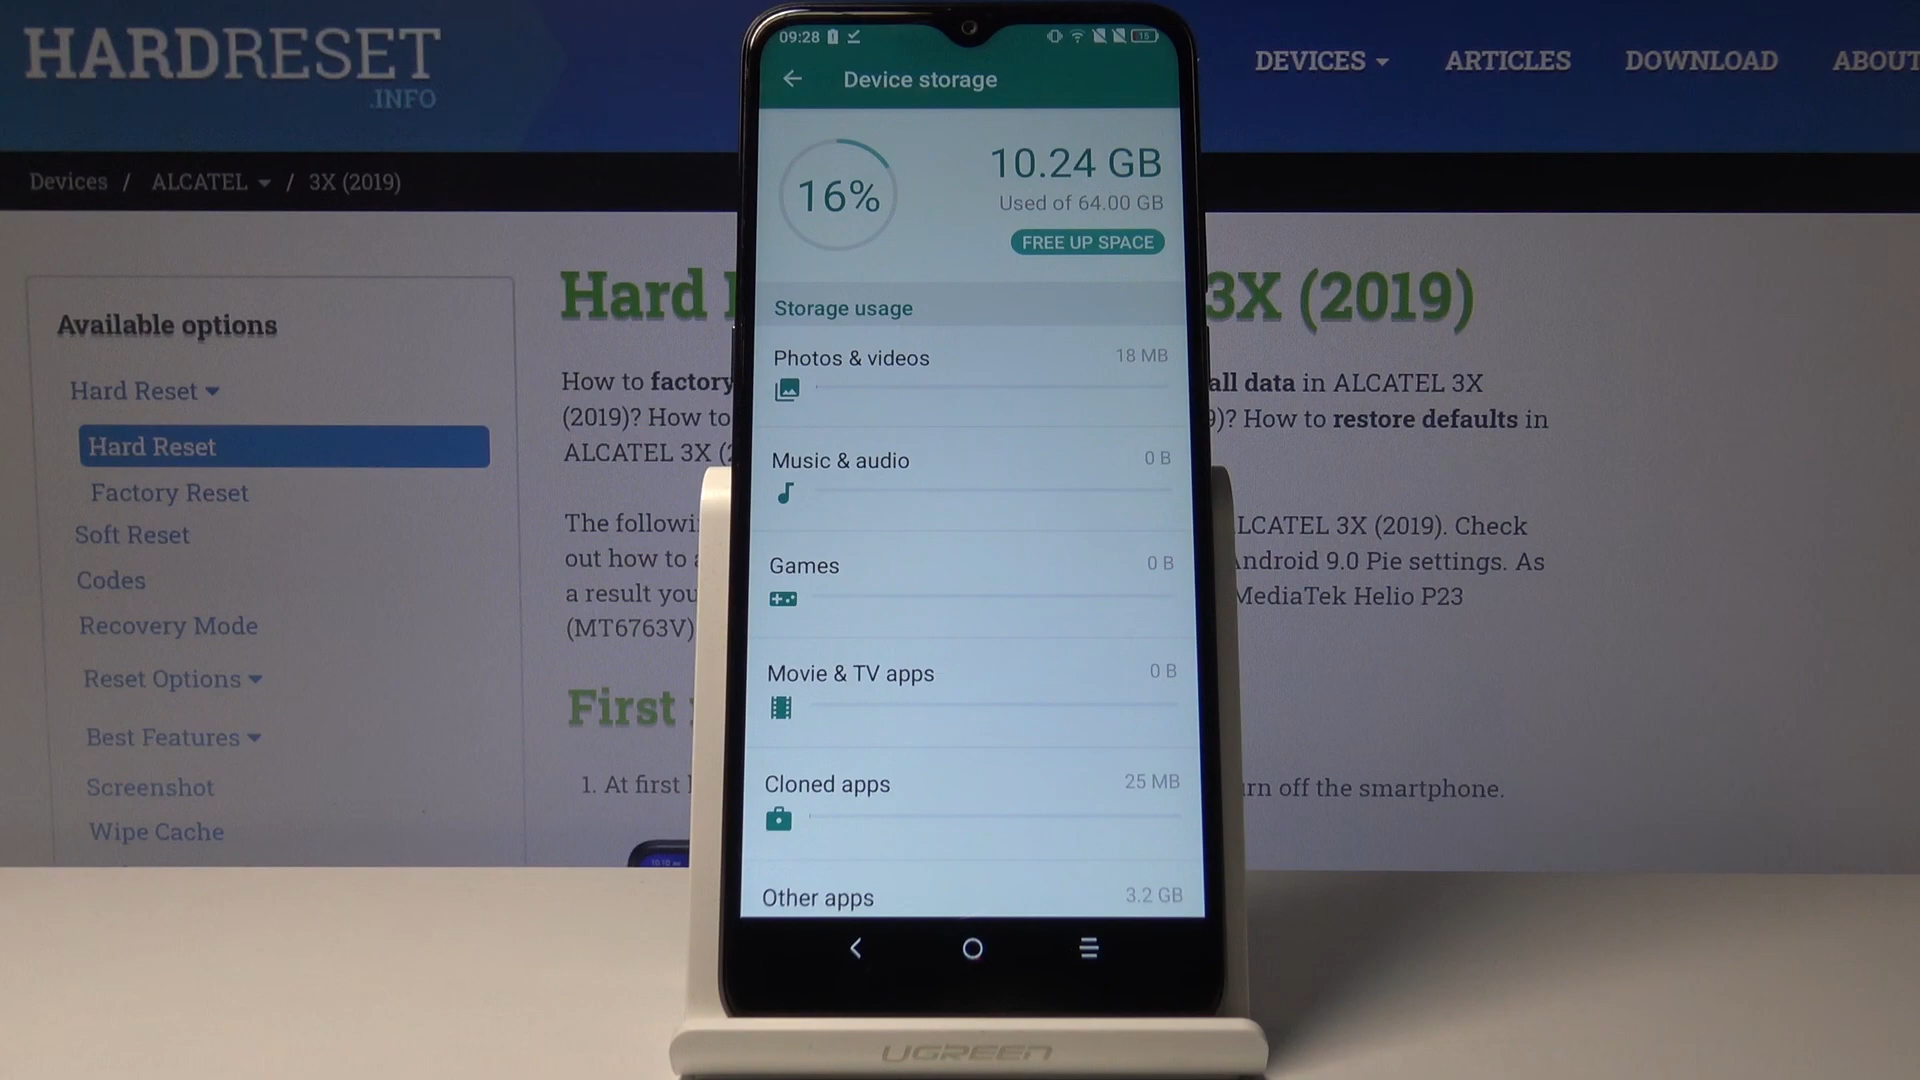 HARDRESET
.INFO
DEVICES
ARTICLES
DOWNLOAD
ABOUT
Devices / ALCATEL / 3X (2019)
Available options
Hard Reset
Hard Reset
Factory Reset
Soft Reset
Codes
Recovery Mode
Reset Options
Best Features
Screenshot
Wipe Cache
Hard
3X (2019)
How to factory
all data in ALCATEL 3X
(2019)? How to
)? How to restore defaults in
ALCATEL 3X (
The followi
LCATEL 3X (2019). Check
out how to
Android 9.0 Pie settings. As
a result you
MediaTek Helio P23
(MT6763V)
First
1. At first
urn off the smartphone.
09:28
15
Device storage
16%
10.24 GB
Used of 64.00 GB
FREE UP SPACE
Storage usage
Photos & videos 18 MB
Music & audio 0 B
Games 0 B
Movie & TV apps 0 B
Cloned apps 25 MB
Other apps 3.2 GB
UGREEN